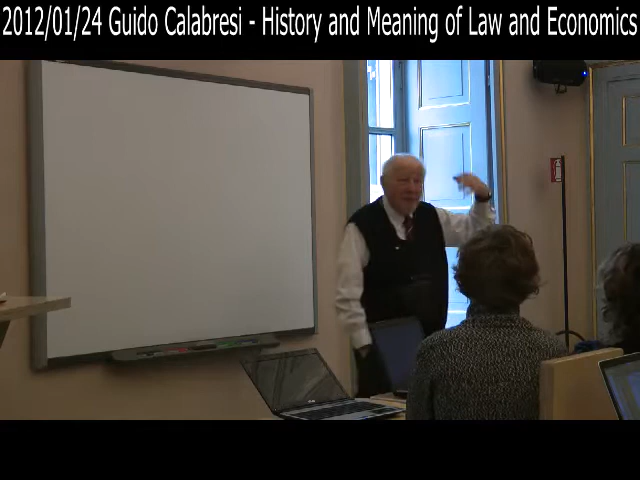 2012/01/24 Guido Calabresi - History and Meaning of Law and Economics